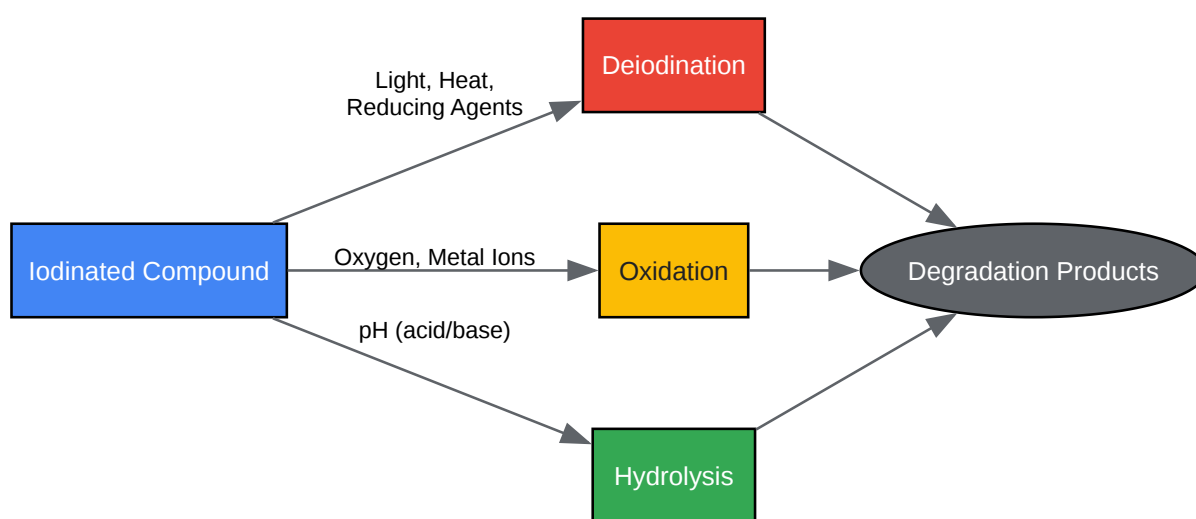 Deiodination
Light, Heat,
Reducing Agents
Iodinated Compound
Oxygen, Metal Ions
Oxidation
Degradation Products
pH (acid/base)
Hydrolysis